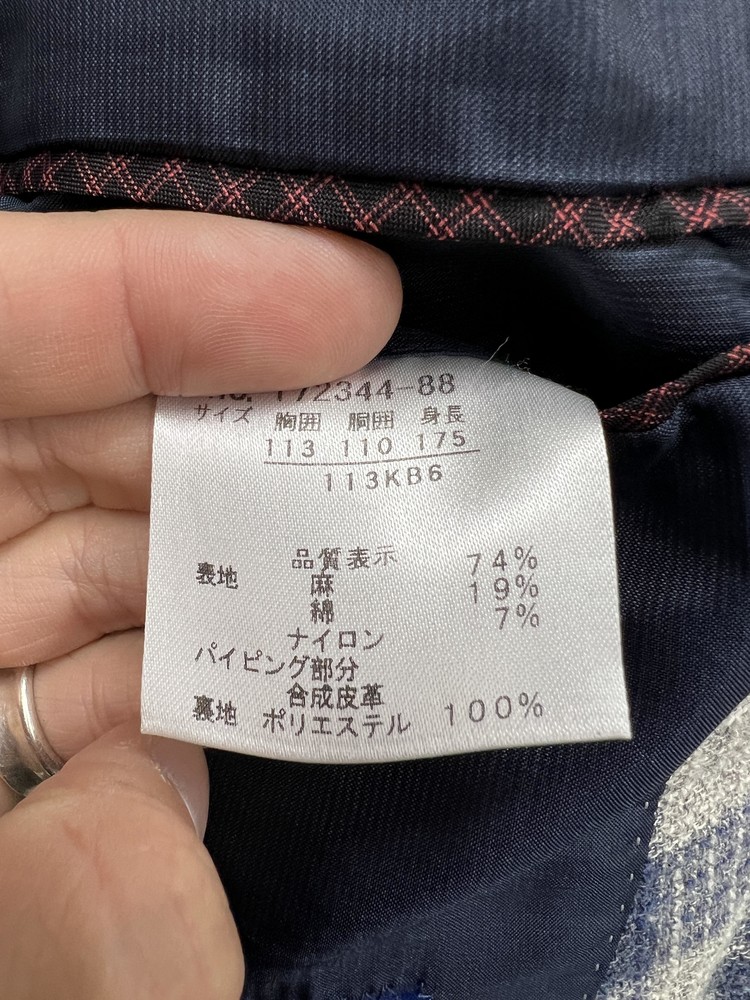 172344-88
サイズ 胸囲 胴囲 身長
113 110 175
113KB6
品質表示
表地 麻 74%
綿 19%
ナイロン 7%
パイピング部分
合成皮革
裏地 ポリエステル 100%